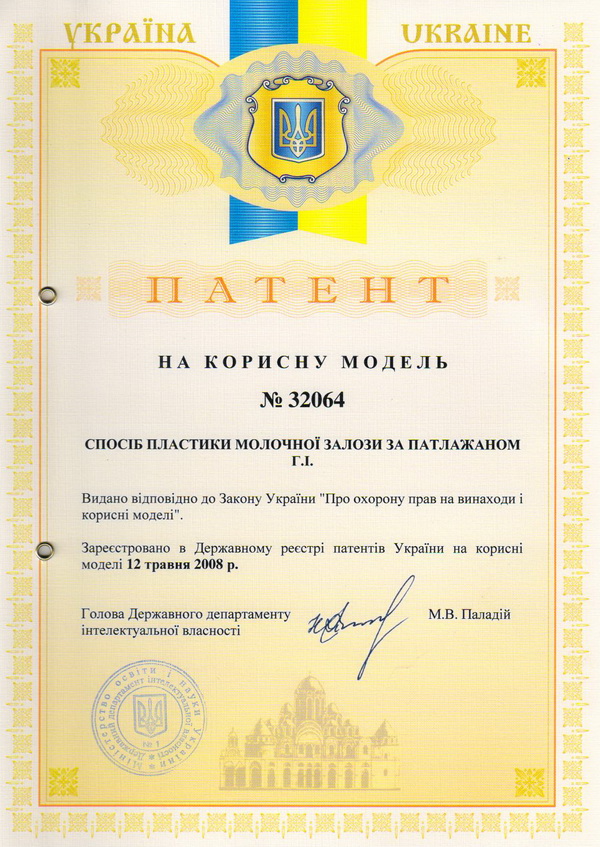 УКРАЇНА UKRAINE
ПАТЕНТ
НА КОРИСНУ МОДЕЛЬ
№ 32064
СПОСІБ ПЛАСТИКИ МОЛОЧНОЇ ЗАЛОЗИ ЗА ПАТЛАЖАНОМ
Г.І.
Видано відповідно до Закону України "Про охорону прав на винаходи і
корисні моделі".
Зареєстровано в Державному реєстрі патентів України на корисні
моделі 12 травня 2008 р.
Голова Державного департаменту М.В. Паладій
інтелектуальної власності
Міністерство освіти і науки України
Державний департамент інтелектуальної власності
№ 1